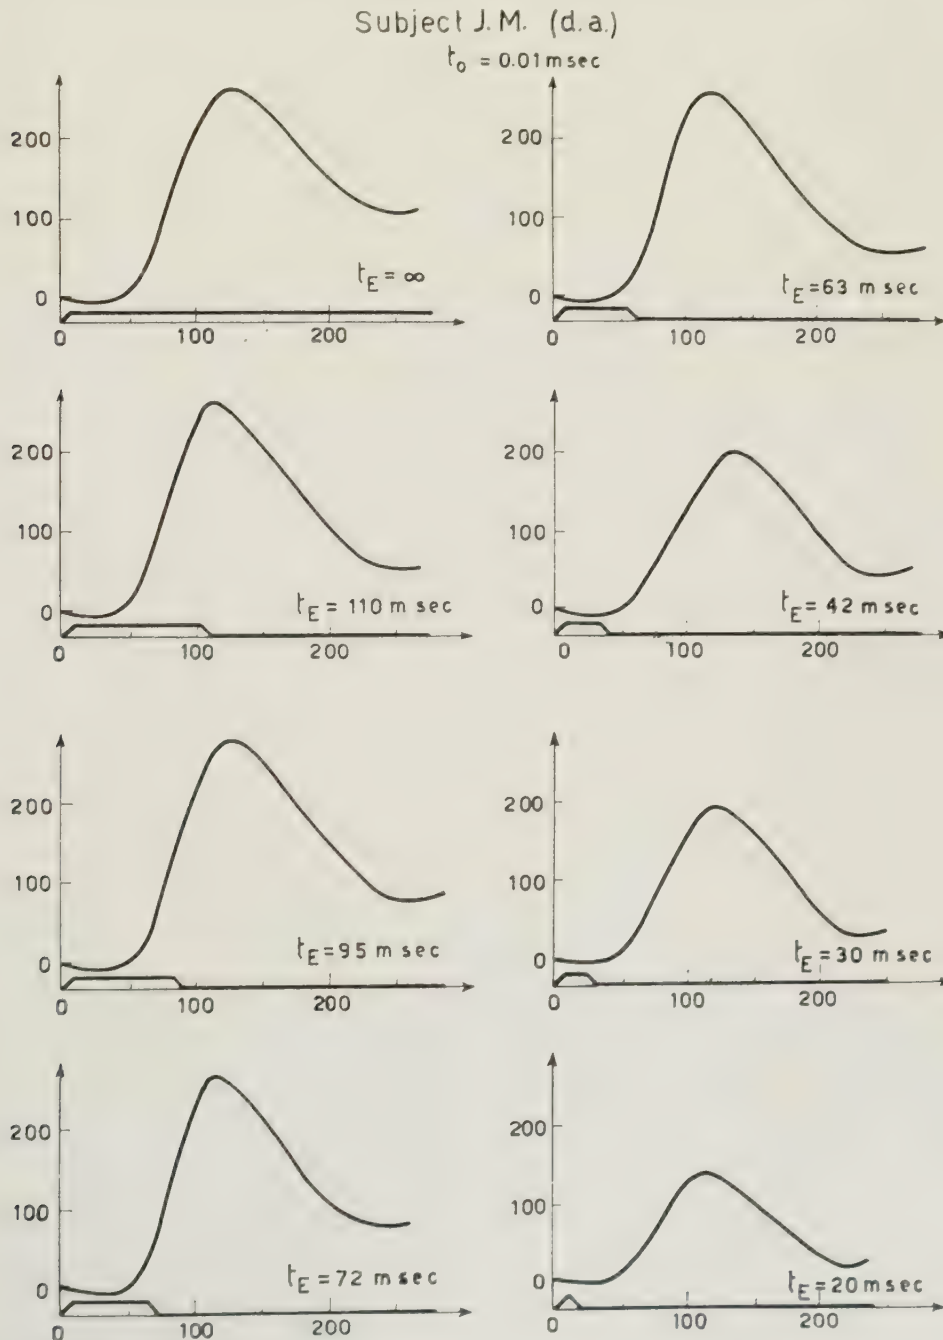 Subject J.M. (d.a.)
t₀ = 0.01 msec
200
100
0
t_E = ∞
0 100 200
200
100
0
t_E = 63 m sec
0 100 200
200
100
0
t_E = 110 m sec
0 100 200
200
100
0
t_E = 42 m sec
0 100 200
200
100
0
t_E = 95 m sec
0 100 200
200
100
0
t_E = 30 m sec
0 100 200
200
100
0
t_E = 72 m sec
0 100 200
200
100
0
t_E = 20 msec
0 100 200